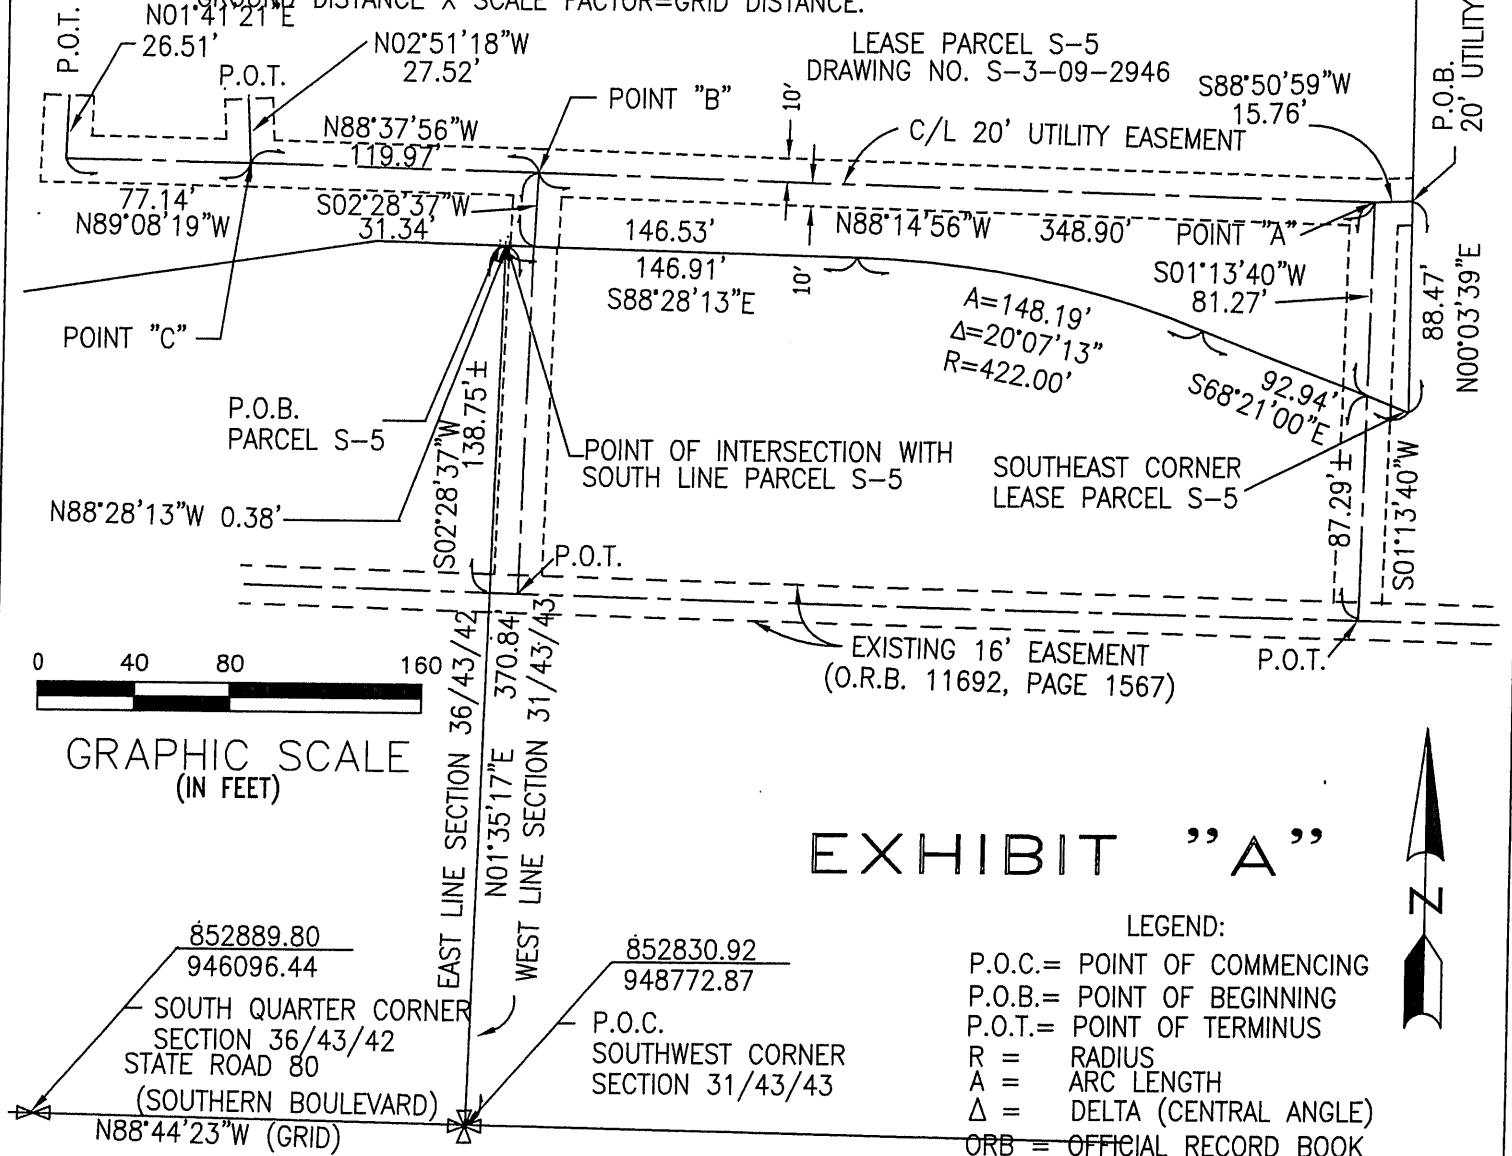 GROUND DISTANCE X SCALE FACTOR=GRID DISTANCE.
P.O.T.
N01°41'21"E
26.51'
P.O.T.
N02°51'18"W
27.52'
LEASE PARCEL S-5
DRAWING NO. S-3-09-2946
S88°50'59"W
15.76'
P.O.B.
20' UTILITY
POINT "B"
10'
C/L 20' UTILITY EASEMENT
N88°37'56"W
119.97'
77.14'
N89°08'19"W
S02°28'37"W
31.34'
146.53'
146.91'
S88°28'13"E
10'
N88°14'56"W 348.90'
POINT "A"
S01°13'40"W
81.27'
88.47'
N00°03'39"E
POINT "C"
A=148.19'
Δ=20°07'13"
R=422.00'
92.94'
S68°21'00"E
P.O.B.
PARCEL S-5
138.75'±
S02°28'37"W
POINT OF INTERSECTION WITH
SOUTH LINE PARCEL S-5
SOUTHEAST CORNER
LEASE PARCEL S-5
87.29'±
S01°13'40"W
N88°28'13"W 0.38'
P.O.T.
EXISTING 16' EASEMENT
(O.R.B. 11692, PAGE 1567)
P.O.T.
0 40 80 160
GRAPHIC SCALE
(IN FEET)
EAST LINE SECTION 36/43/42
N01°35'17"E 370.84'
WEST LINE SECTION 31/43/43
EXHIBIT "A"
N
852889.80
946096.44
SOUTH QUARTER CORNER
SECTION 36/43/42
STATE ROAD 80
(SOUTHERN BOULEVARD)
N88°44'23"W (GRID)
852830.92
948772.87
P.O.C.
SOUTHWEST CORNER
SECTION 31/43/43
LEGEND:
P.O.C.= POINT OF COMMENCING
P.O.B.= POINT OF BEGINNING
P.O.T.= POINT OF TERMINUS
R = RADIUS
A = ARC LENGTH
Δ = DELTA (CENTRAL ANGLE)
ORB = OFFICIAL RECORD BOOK